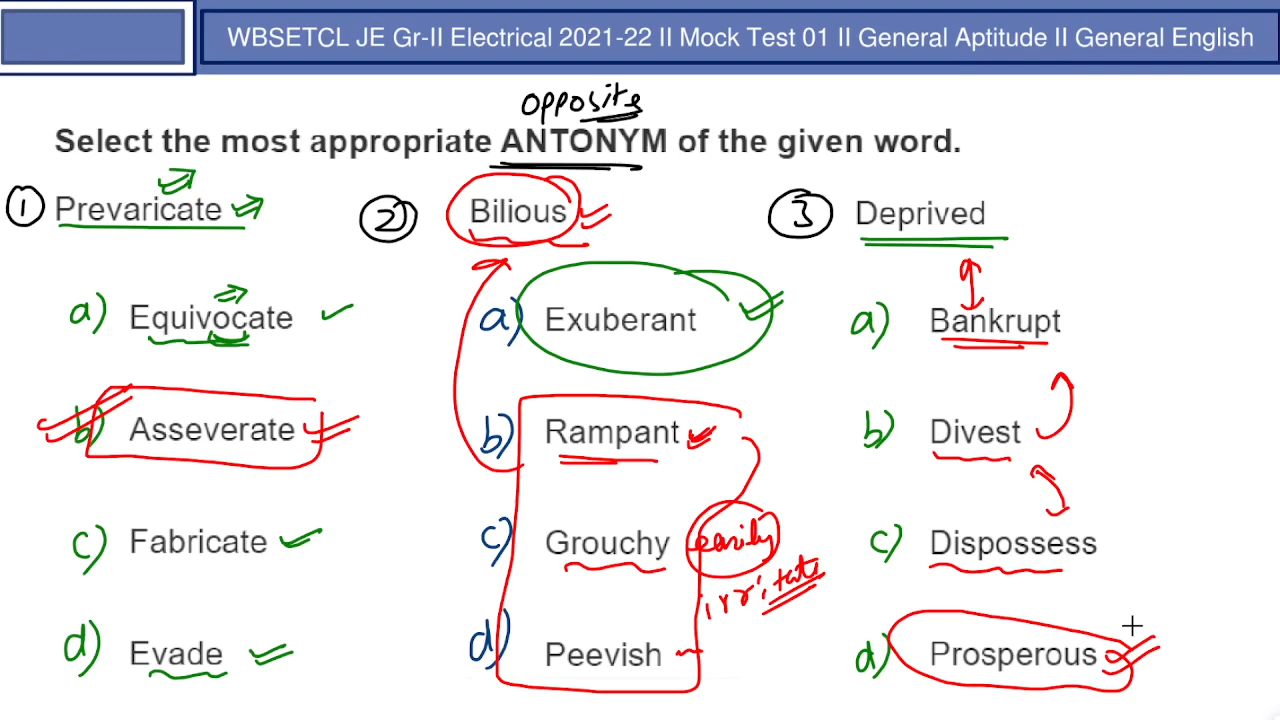 WBSETCL JE Gr-II Electrical 2021-22 II Mock Test 01 II General Aptitude II General English
opposite
Select the most appropriate ANTONYM of the given word.
1 Prevaricate
a) Equivocate
b) Asseverate
c) Fabricate
d) Evade
2 Bilious
a) Exuberant
b) Rampant
c) Grouchy easily
irritate
d) Peevish
3 Deprived
a) Bankrupt
b) Divest
c) Dispossess
d) Prosperous